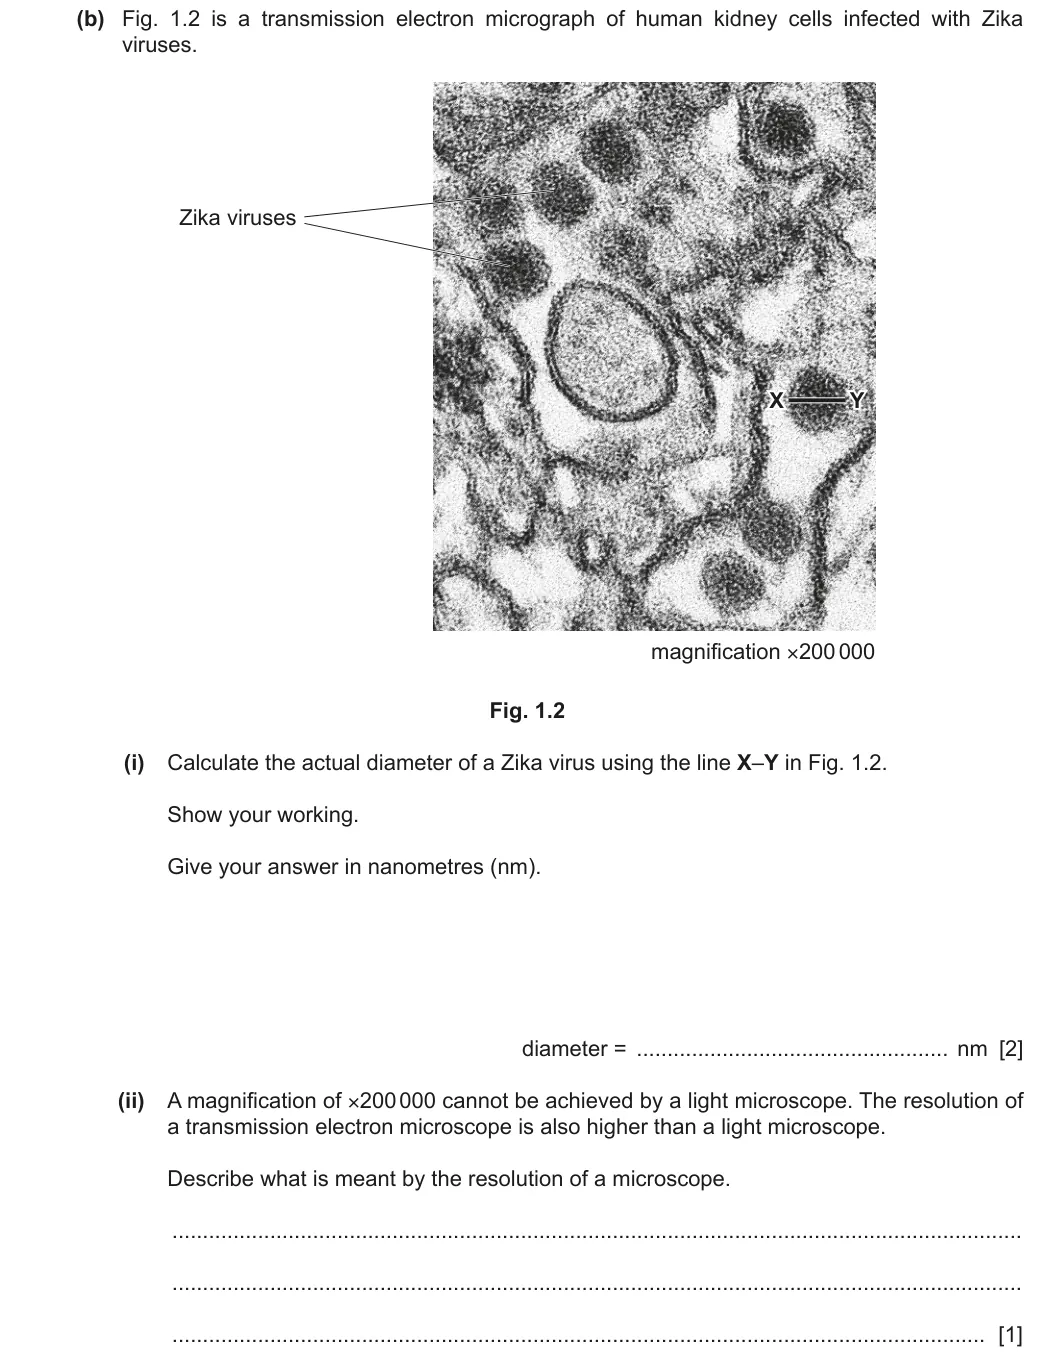 (b) Fig. 1.2 is a transmission electron micrograph of human kidney cells infected with Zika
viruses.
Zika viruses
X Y
magnification ×200 000
Fig. 1.2
(i) Calculate the actual diameter of a Zika virus using the line X–Y in Fig. 1.2.
Show your working.
Give your answer in nanometres (nm).
diameter = ................................................... nm [2]
(ii) A magnification of ×200 000 cannot be achieved by a light microscope. The resolution of
a transmission electron microscope is also higher than a light microscope.
Describe what is meant by the resolution of a microscope.
...........................................................................................................................................
...........................................................................................................................................
..................................................................................................................................... [1]